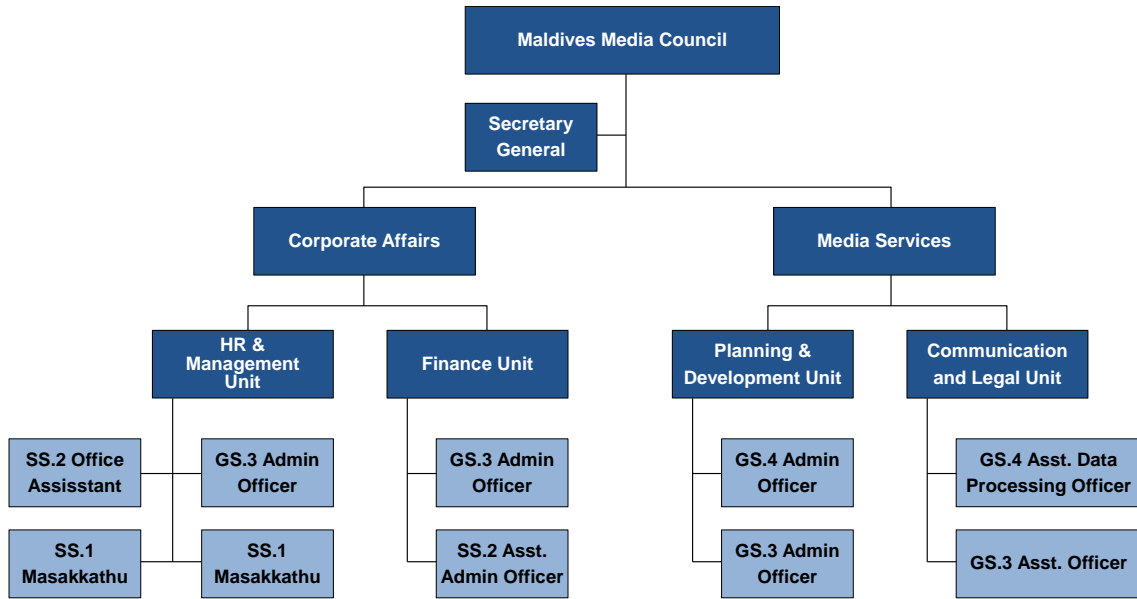 Maldives Media Council
Secretary
General
Corporate Affairs
Media Services
HR &
Management
Unit
Finance Unit
Planning &
Development Unit
Communication
and Legal Unit
SS.2 Office
Assisstant
GS.3 Admin
Officer
GS.3 Admin
Officer
GS.4 Admin
Officer
GS.4 Asst. Data
Processing Officer
SS.1
Masakkathu
SS.1
Masakkathu
SS.2 Asst.
Admin Officer
GS.3 Admin
Officer
GS.3 Asst. Officer